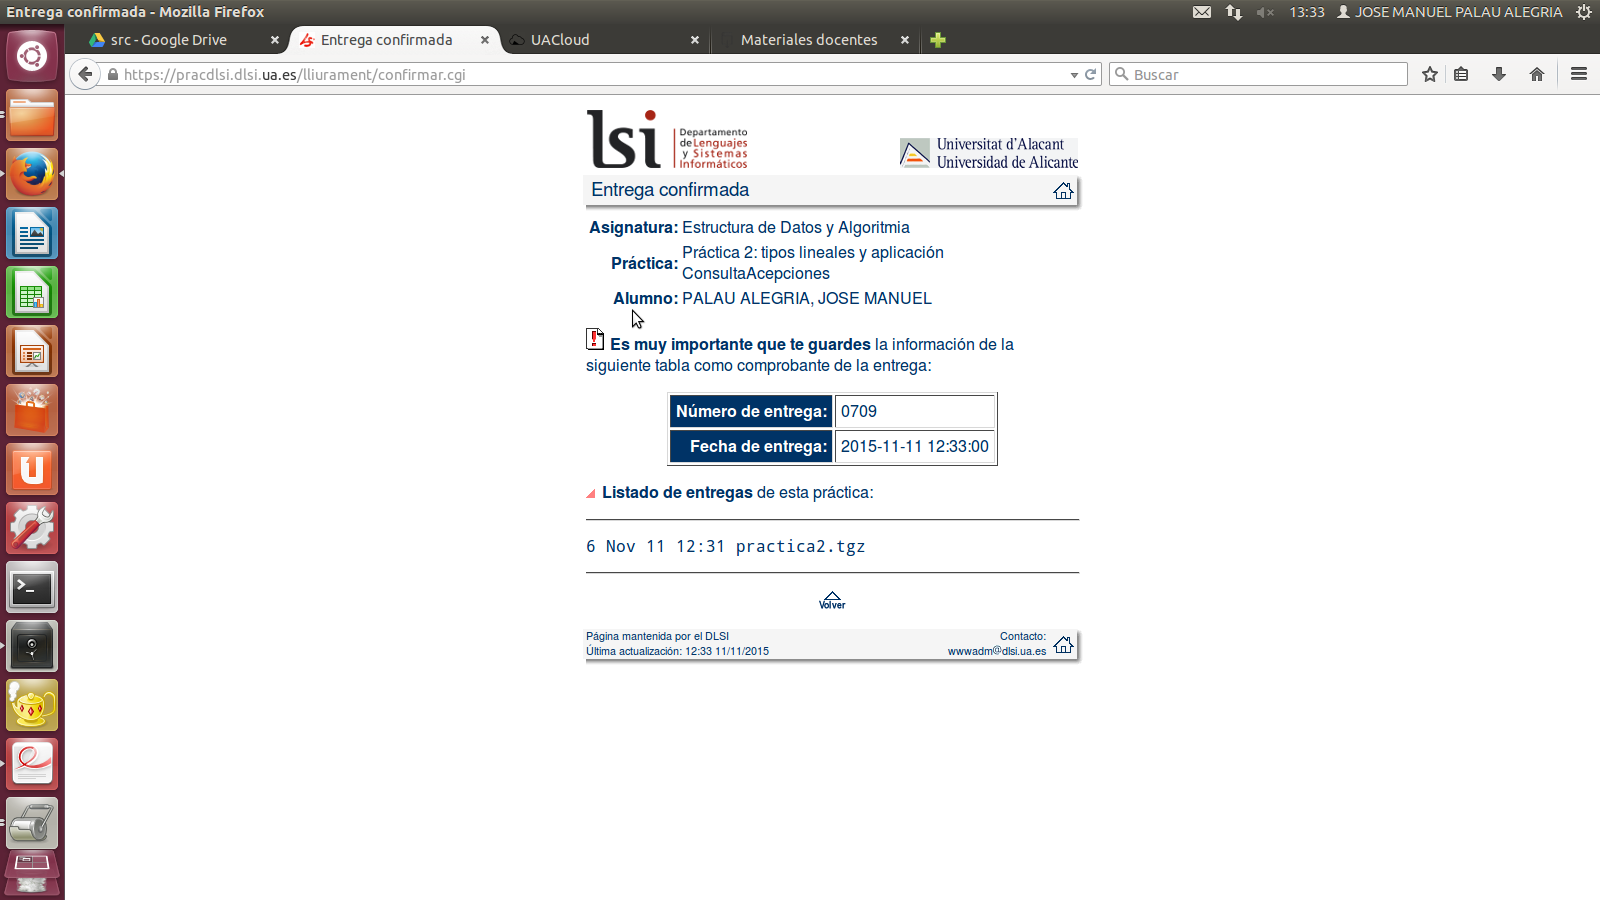 Entrega confirmada - Mozilla Firefox
13:33 JOSE MANUEL PALAU ALEGRIA
src - Google Drive
Entrega confirmada
UACloud
Materiales docentes
https://pracdlsi.dlsi.ua.es/lliurament/confirmar.cgi
Buscar
lsi
Departamento
de Lenguajes
y Sistemas
Informáticos
Universitat d'Alacant
Universidad de Alicante
Entrega confirmada
Asignatura: Estructura de Datos y Algoritmia
Práctica: Práctica 2: tipos lineales y aplicación
ConsultaAcepciones
Alumno: PALAU ALEGRIA, JOSE MANUEL
Es muy importante que te guardes la información de la
siguiente tabla como comprobante de la entrega:
Número de entrega: 0709
Fecha de entrega: 2015-11-11 12:33:00
Listado de entregas de esta práctica:
6 Nov 11 12:31 practica2.tgz
Volver
Página mantenida por el DLSI
Última actualización: 12:33 11/11/2015
Contacto:
wwwadm@dlsi.ua.es